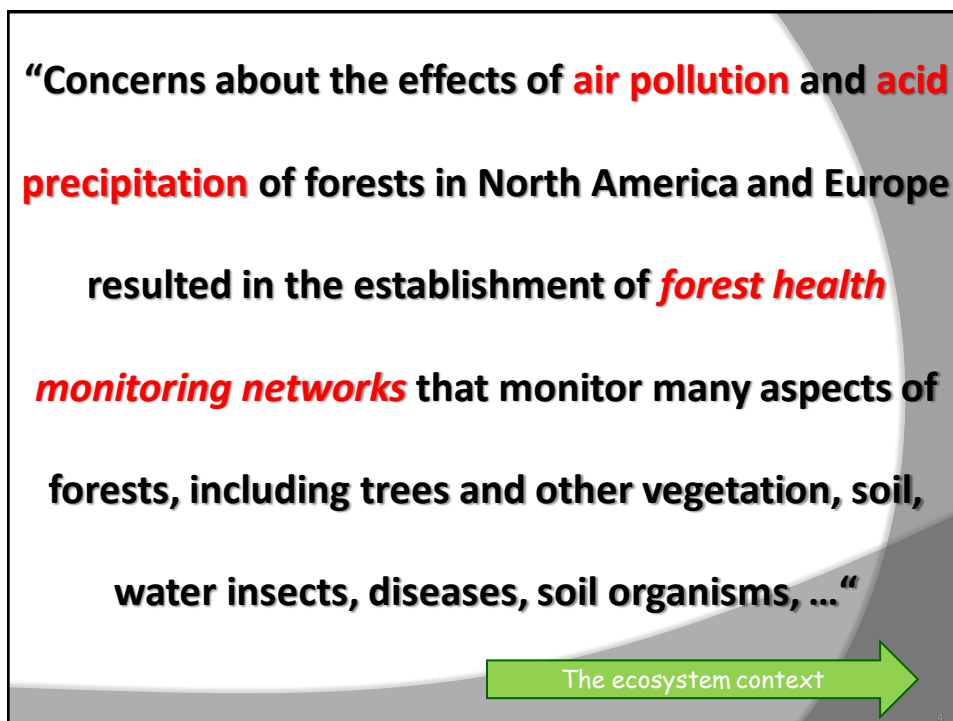 “Concerns about the effects of air pollution and acid
precipitation of forests in North America and Europe
resulted in the establishment of forest health
monitoring networks that monitor many aspects of
forests, including trees and other vegetation, soil,
water insects, diseases, soil organisms, …“
The ecosystem context
4